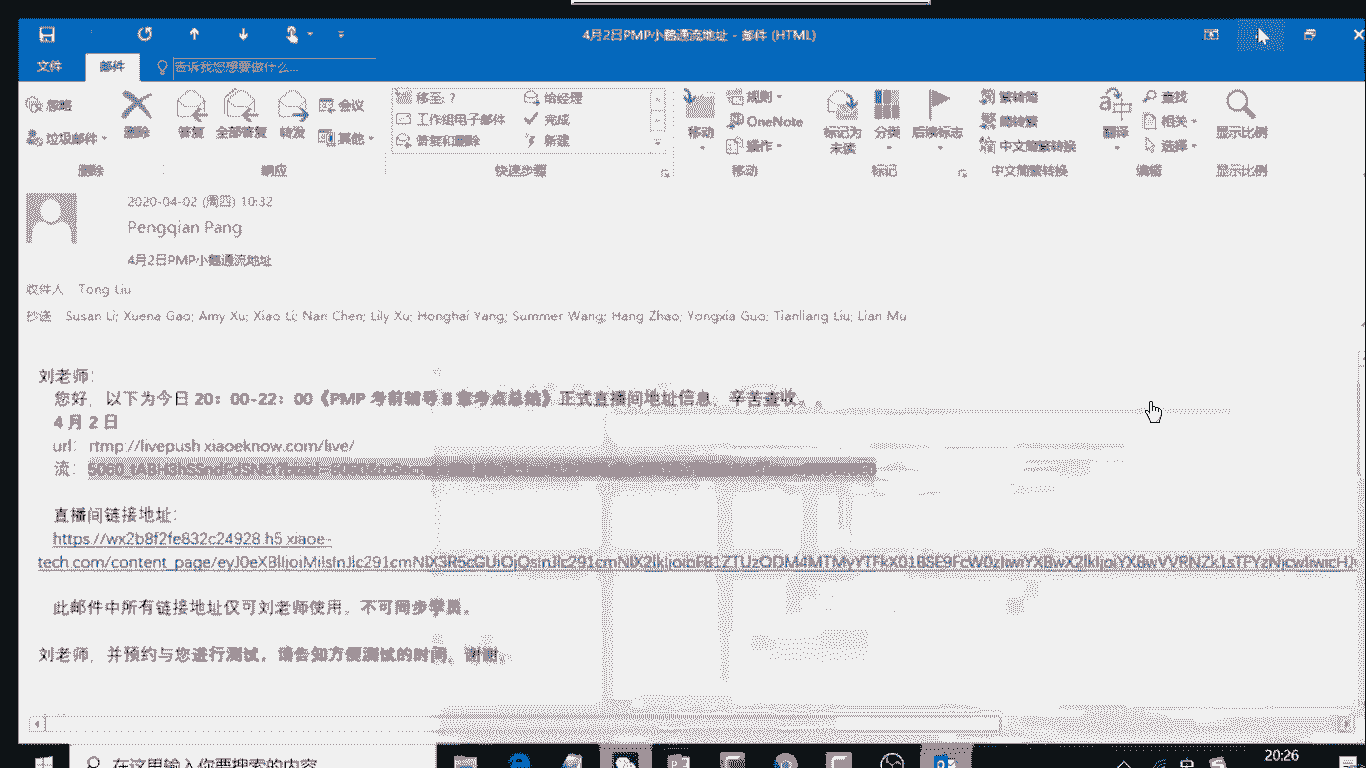 4月2日PMP小鹅通流地址 - 邮件 (HTML)
文件 邮件 告诉我您想要做什么...
忽略 删除 答复 全部答复 转发 会议 移至: ? 给经理 移动 规则 标记为未读 分类 后续标志 繁转简 翻译 查找 显示比例
垃圾邮件 其他 工作组电子邮件 完成 OneNote 简转繁 相关
答复和删除 新建 操作 中文简繁转换 选择
删除 响应 快速步骤 移动 标记 中文简繁转换 编辑 显示比例
2020-04-02 (周四) 10:32
Pengqian Pang
4月2日PMP小鹅通流地址
收件人 Tong Liu
抄送 Susan Li; Xuena Gao; Amy Xu; Xiao Li; Nan Chen; Lily Xu; Honghai Yang; Summer Wang; Hang Zhao; Yongxia Guo; Tianliang Liu; Lian Mu
刘老师:
您好，以下为今日 20：00-22：00《PMP 考前辅导 8 章考点总结》正式直播间地址信息，辛苦查收。。
4 月 2 日
url： rtmp://livepush.xiaoeknow.com/live/
流：
直播间链接地址：
https://wx2b8f2fe832c24928.h5.xiaoe-
tech.com/content_page/
此邮件中所有链接地址仅可刘老师使用，不可同步学员。
刘老师，并预约与您进行测试，请告知方便测试的时间。谢谢。
在这里输入你要搜索的内容
中
20:26